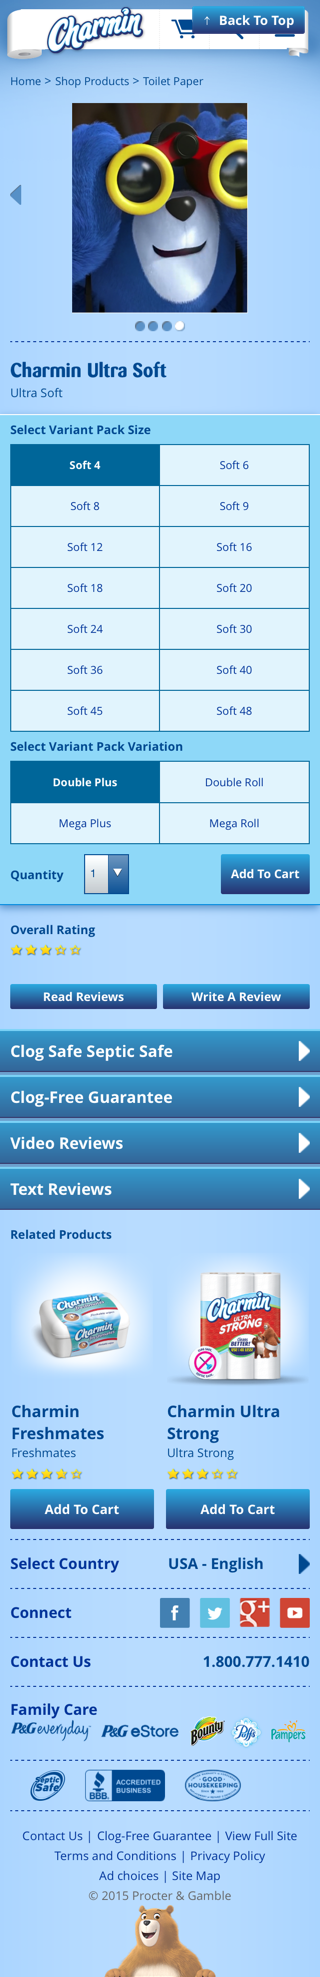 Charmin
↑ Back To Top
Home > Shop Products > Toilet Paper
Charmin Ultra Soft
Ultra Soft
Select Variant Pack Size
Soft 4 Soft 6
Soft 8 Soft 9
Soft 12 Soft 16
Soft 18 Soft 20
Soft 24 Soft 30
Soft 36 Soft 40
Soft 45 Soft 48
Select Variant Pack Variation
Double Plus Double Roll
Mega Plus Mega Roll
Quantity 1 Add To Cart
Overall Rating
Read Reviews Write A Review
Clog Safe Septic Safe
Clog-Free Guarantee
Video Reviews
Text Reviews
Related Products
Charmin
Charmin
Charmin
ULTRA
STRONG
Charmin
Freshmates
Freshmates
Charmin Ultra
Strong
Ultra Strong
Add To Cart Add To Cart
Select Country USA - English
Connect f g+ You Tube
Contact Us 1.800.777.1410
Family Care
P&G everyday P&G eStore Bounty Puffs Pampers
Septic Safe
BBB. ACCREDITED BUSINESS
GOOD HOUSEKEEPING
Contact Us | Clog-Free Guarantee | View Full Site
Terms and Conditions | Privacy Policy
Ad choices | Site Map
© 2015 Procter & Gamble